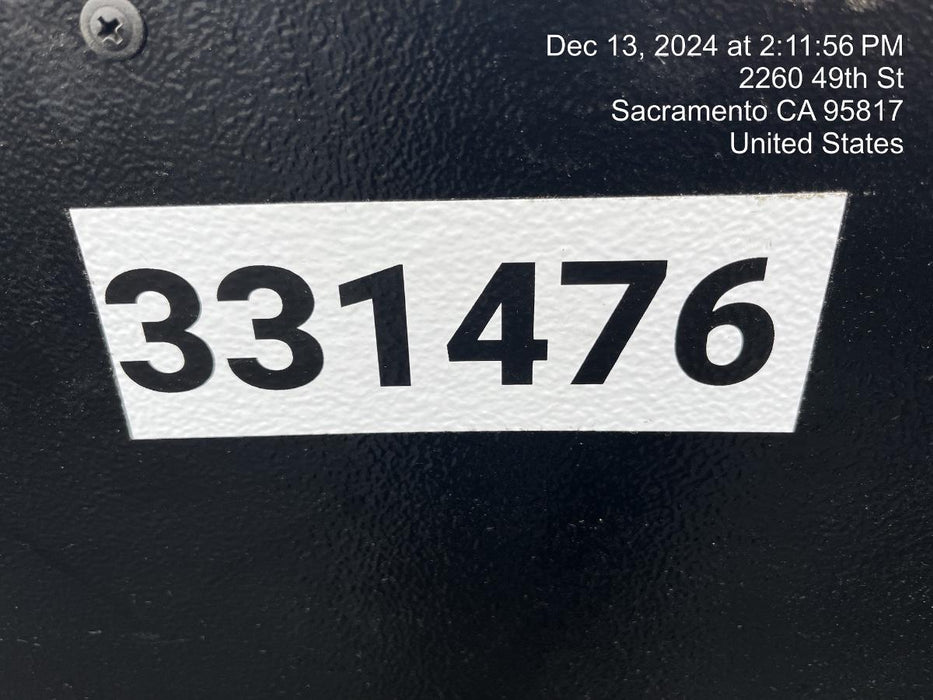 Dec 13, 2024 at 2:11:56 PM
2260 49th St
Sacramento CA 95817
United States
331476